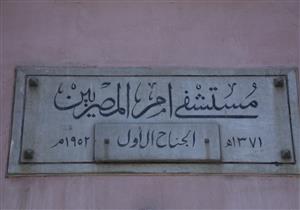 مستشفى أم المصريين
١٣٧١هـ الجناح الأول ١٩٥٢م